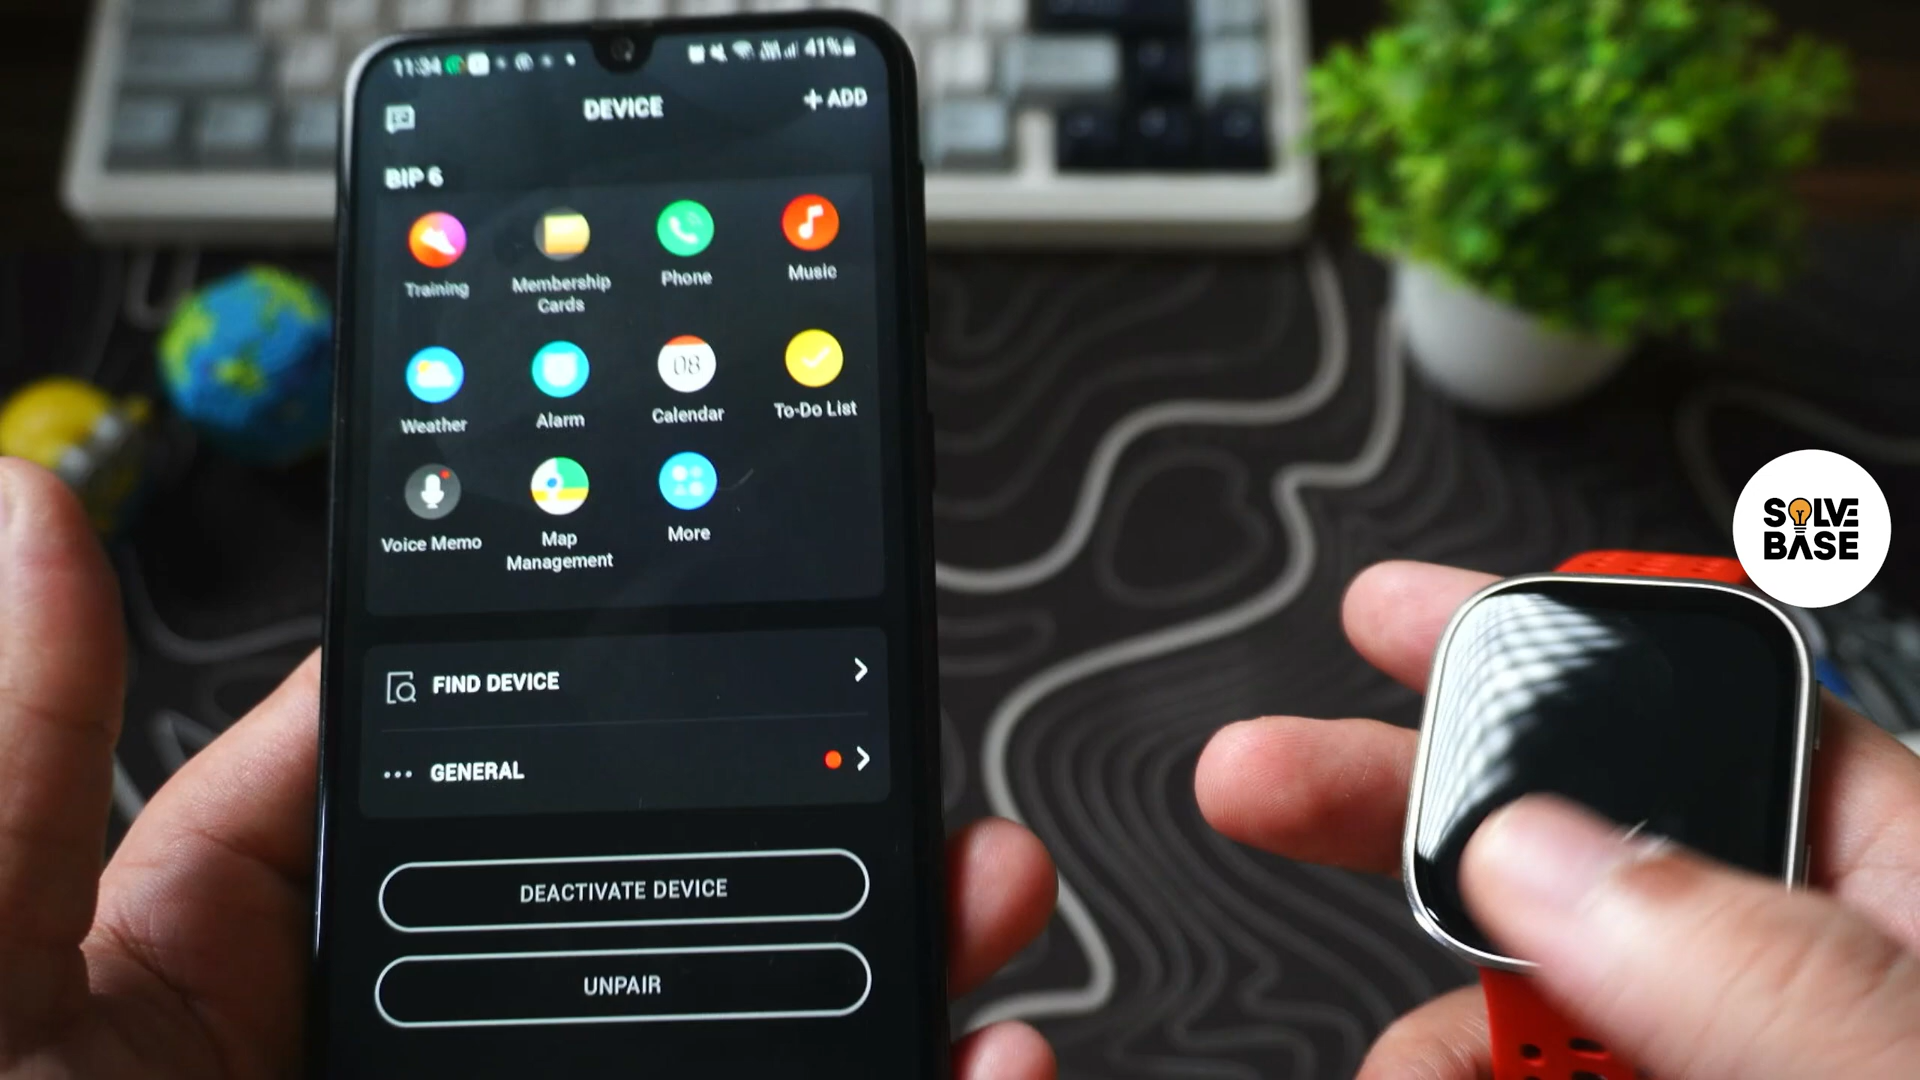 11:34
41%
DEVICE
+ ADD
BIP 6
Training
Membership
Cards
Phone
Music
Weather
Alarm
08
Calendar
To-Do List
Voice Memo
Map
Management
More
FIND DEVICE
GENERAL
DEACTIVATE DEVICE
UNPAIR
SOLVE
BASE